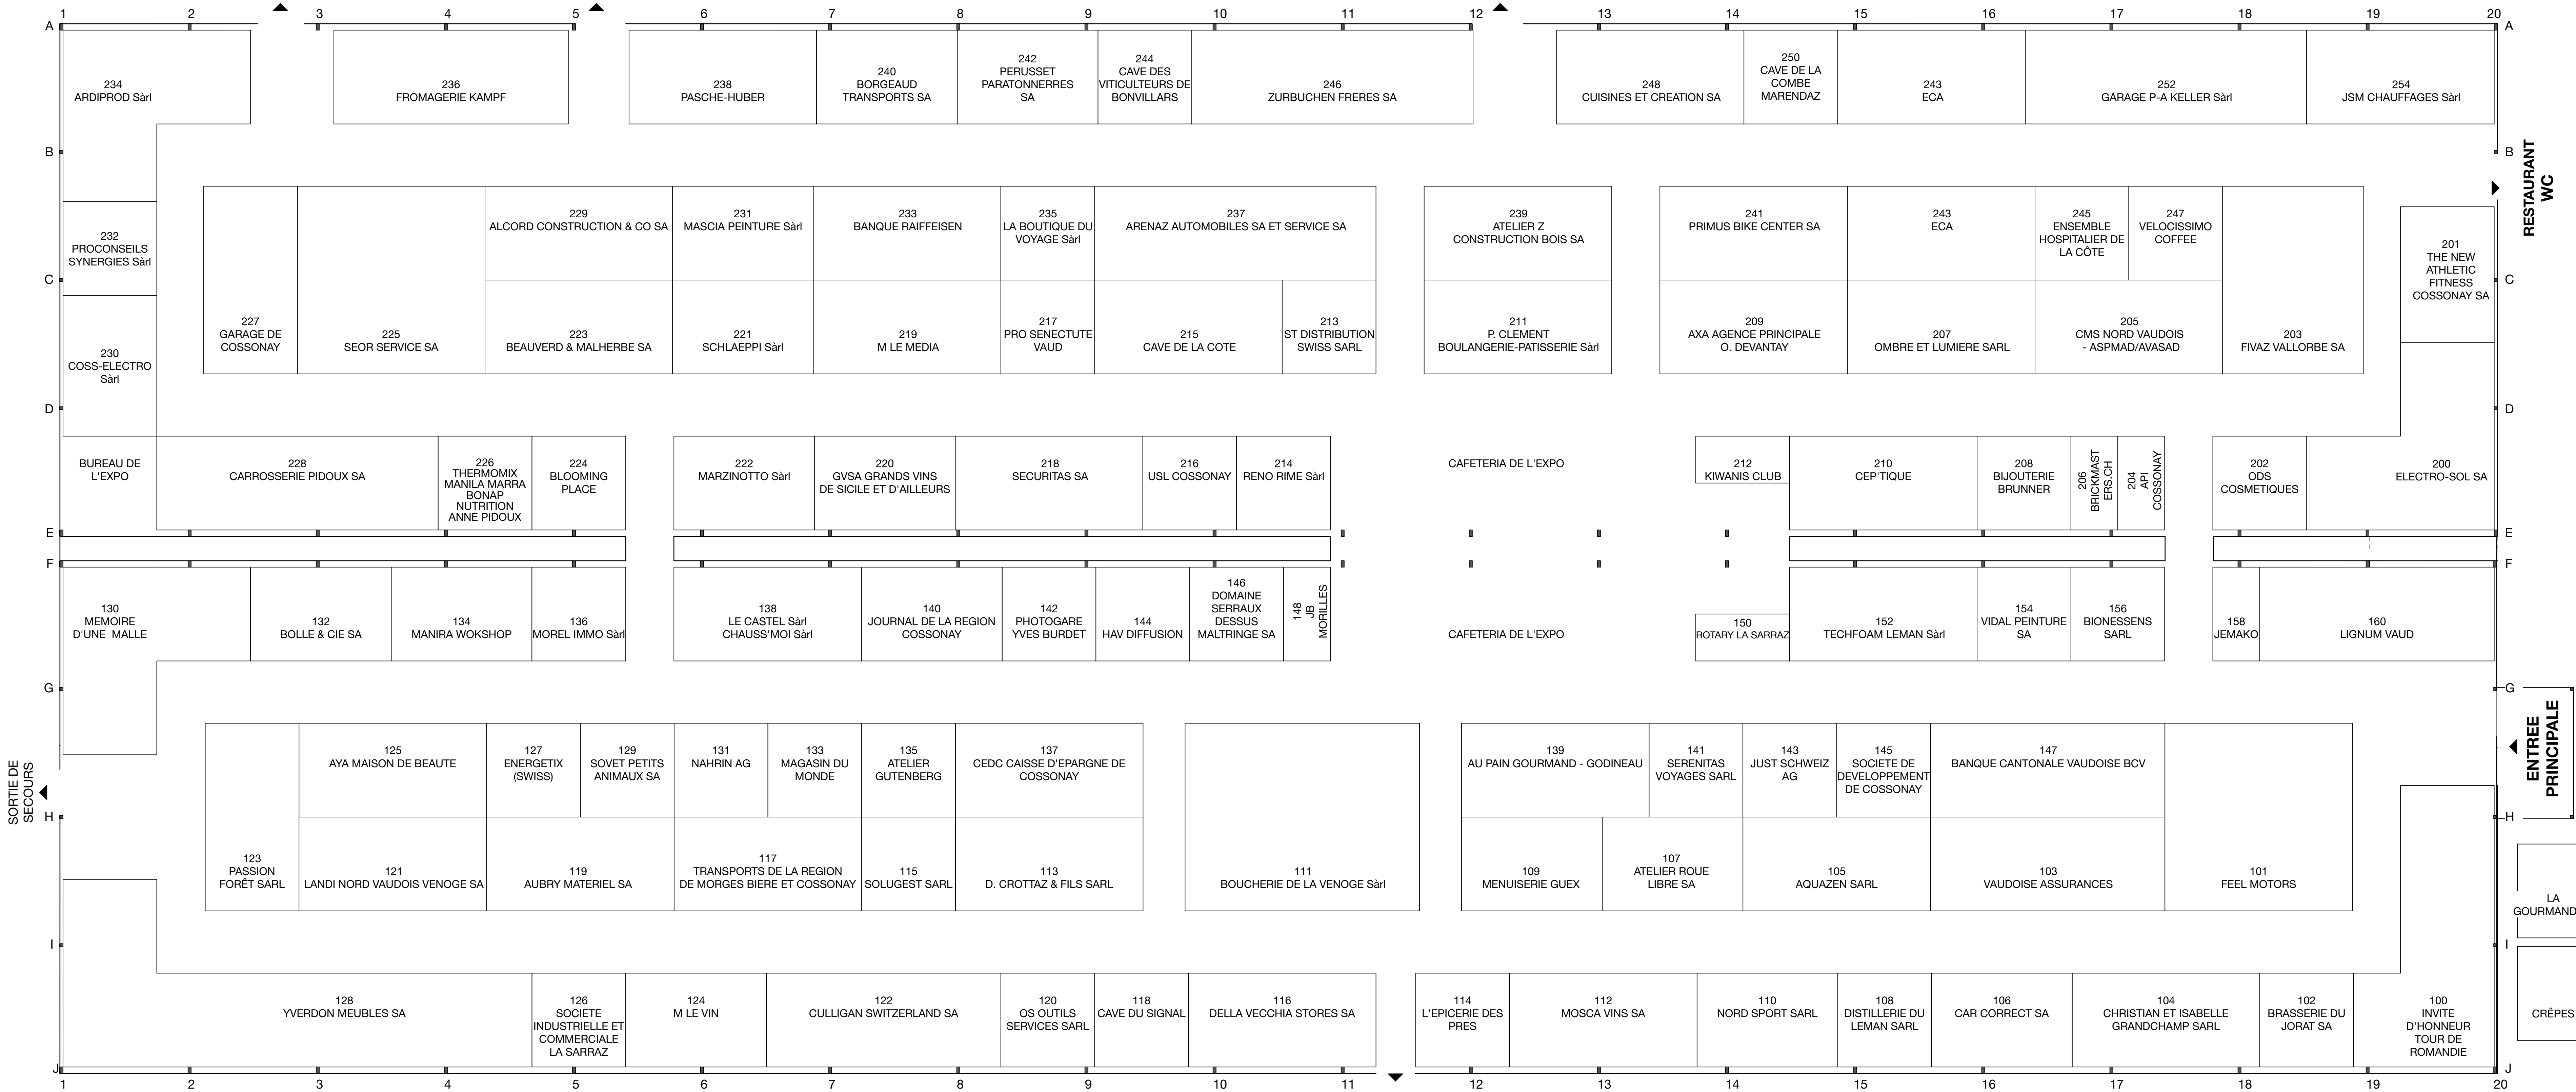 1 2 3 4 5 6 7 8 9 10 11 12 13 14 15 16 17 18 19 20
A A
234
ARDIPROD Sàrl
236
FROMAGERIE KAMPF
238
PASCHE-HUBER
240
BORGEAUD
TRANSPORTS SA
242
PERUSSET
PARATONNERRES
SA
244
CAVE DES
VITICULTEURS DE
BONVILLARS
246
ZURBUCHEN FRERES SA
248
CUISINES ET CREATION SA
250
CAVE DE LA
COMBE
MARENDAZ
243
ECA
252
GARAGE P-A KELLER Sàrl
254
JSM CHAUFFAGES Sàrl
B B
RESTAURANT
WC
232
PROCONSEILS
SYNERGIES Sàrl
229
ALCORD CONSTRUCTION & CO SA
231
MASCIA PEINTURE Sàrl
233
BANQUE RAIFFEISEN
235
LA BOUTIQUE DU
VOYAGE Sàrl
237
ARENAZ AUTOMOBILES SA ET SERVICE SA
239
ATELIER Z
CONSTRUCTION BOIS SA
241
PRIMUS BIKE CENTER SA
243
ECA
245
ENSEMBLE
HOSPITALIER DE
LA CÔTE
247
VELOCISSIMO
COFFEE
201
THE NEW
ATHLETIC
FITNESS
COSSONAY SA
C C
230
COSS-ELECTRO
Sàrl
227
GARAGE DE
COSSONAY
225
SEOR SERVICE SA
223
BEAUVERD & MALHERBE SA
221
SCHLAEPPI Sàrl
219
M LE MEDIA
217
PRO SENECTUTE
VAUD
215
CAVE DE LA COTE
213
ST DISTRIBUTION
SWISS SARL
211
P. CLEMENT
BOULANGERIE-PATISSERIE Sàrl
209
AXA AGENCE PRINCIPALE
O. DEVANTAY
207
OMBRE ET LUMIERE SARL
205
CMS NORD VAUDOIS
- ASPMAD/AVASAD
203
FIVAZ VALLORBE SA
D D
BUREAU DE
L'EXPO
228
CARROSSERIE PIDOUX SA
226
THERMOMIX
MANILA MARRA
BONAP
NUTRITION
ANNE PIDOUX
224
BLOOMING
PLACE
222
MARZINOTTO Sàrl
220
GVSA GRANDS VINS
DE SICILE ET D'AILLEURS
218
SECURITAS SA
216
USL COSSONAY
214
RENO RIME Sàrl
CAFETERIA DE L'EXPO
212
KIWANIS CLUB
210
CEP'TIQUE
208
BIJOUTERIE
BRUNNER
206
BRICKMAST
ERS.CH
204
API
COSSONAY
202
ODS
COSMETIQUES
200
ELECTRO-SOL SA
E E
F F
130
MEMOIRE
D'UNE MALLE
132
BOLLE & CIE SA
134
MANIRA WOKSHOP
136
MOREL IMMO Sàrl
138
LE CASTEL Sàrl
CHAUSS'MOI Sàrl
140
JOURNAL DE LA REGION
COSSONAY
142
PHOTOGARE
YVES BURDET
144
HAV DIFFUSION
146
DOMAINE
SERRAUX
DESSUS
MALTRINGE SA
148
JB
MORILLES
CAFETERIA DE L'EXPO
150
ROTARY LA SARRAZ
152
TECHFOAM LEMAN Sàrl
154
VIDAL PEINTURE
SA
156
BIONESSENS
SARL
158
JEMAKO
160
LIGNUM VAUD
G G
ENTREE
PRINCIPALE
SORTIE DE
SECOURS
125
AYA MAISON DE BEAUTE
127
ENERGETIX
(SWISS)
129
SOVET PETITS
ANIMAUX SA
131
NAHRIN AG
133
MAGASIN DU
MONDE
135
ATELIER
GUTENBERG
137
CEDC CAISSE D'EPARGNE DE
COSSONAY
139
AU PAIN GOURMAND - GODINEAU
141
SERENITAS
VOYAGES SARL
143
JUST SCHWEIZ
AG
145
SOCIETE DE
DEVELOPPEMENT
DE COSSONAY
147
BANQUE CANTONALE VAUDOISE BCV
H H
123
PASSION
FORÊT SARL
121
LANDI NORD VAUDOIS VENOGE SA
119
AUBRY MATERIEL SA
117
TRANSPORTS DE LA REGION
DE MORGES BIERE ET COSSONAY
115
SOLUGEST SARL
113
D. CROTTAZ & FILS SARL
111
BOUCHERIE DE LA VENOGE Sàrl
109
MENUISERIE GUEX
107
ATELIER ROUE
LIBRE SA
105
AQUAZEN SARL
103
VAUDOISE ASSURANCES
101
FEEL MOTORS
LA
GOURMAND
I I
128
YVERDON MEUBLES SA
126
SOCIETE
INDUSTRIELLE ET
COMMERCIALE
LA SARRAZ
124
M LE VIN
122
CULLIGAN SWITZERLAND SA
120
OS OUTILS
SERVICES SARL
118
CAVE DU SIGNAL
116
DELLA VECCHIA STORES SA
114
L'EPICERIE DES
PRES
112
MOSCA VINS SA
110
NORD SPORT SARL
108
DISTILLERIE DU
LEMAN SARL
106
CAR CORRECT SA
104
CHRISTIAN ET ISABELLE
GRANDCHAMP SARL
102
BRASSERIE DU
JORAT SA
100
INVITE
D'HONNEUR
TOUR DE
ROMANDIE
CRÊPES
J J
1 2 3 4 5 6 7 8 9 10 11 12 13 14 15 16 17 18 19 20